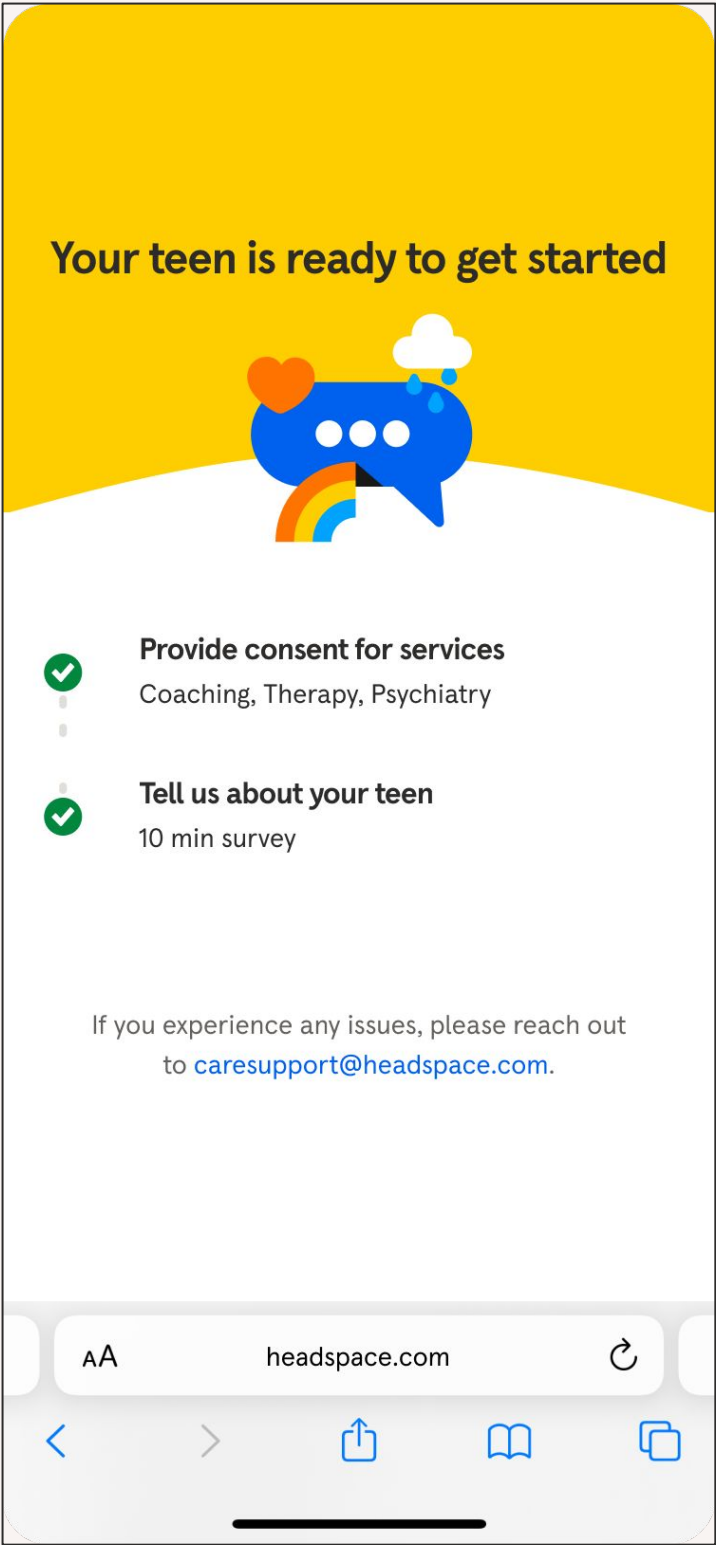 Your teen is ready to get started
Provide consent for services
Coaching, Therapy, Psychiatry
Tell us about your teen
10 min survey
If you experience any issues, please reach out
to caresupport@headspace.com.
AA headspace.com